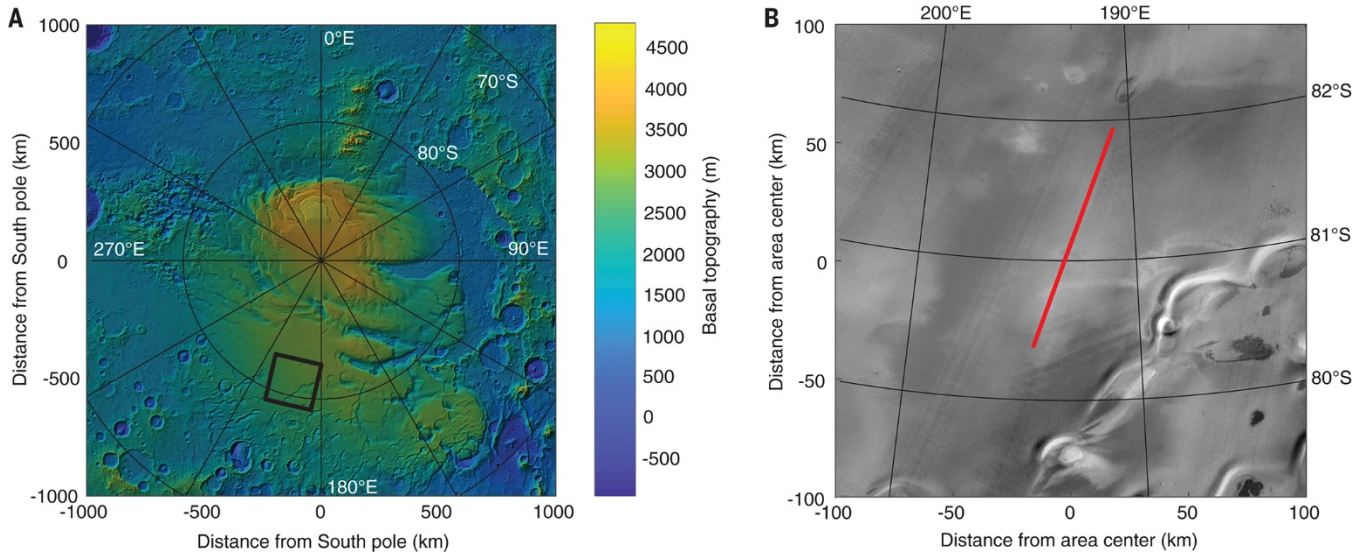 A
1000
500
0
-500
-1000
Distance from South pole (km)
0°E
70°S
80°S
270°E
90°E
180°E
-1000
-500
0
500
1000
Distance from South pole (km)
4500
4000
3500
3000
2500
2000
1500
1000
500
0
-500
Basal topography (m)
B
200°E
190°E
100
50
0
-50
-100
Distance from area center (km)
82°S
81°S
80°S
-100
-50
0
50
100
Distance from area center (km)